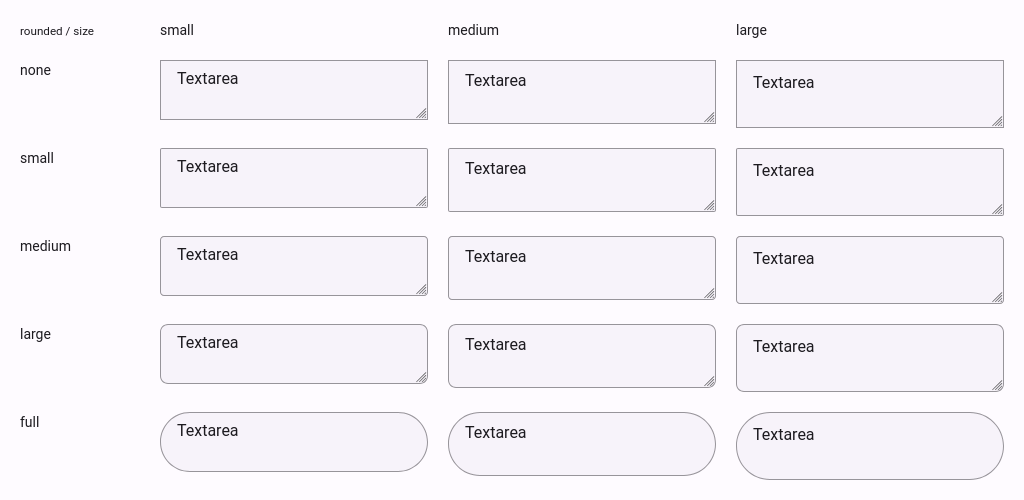 rounded / size small medium large
none Textarea Textarea Textarea
small Textarea Textarea Textarea
medium Textarea Textarea Textarea
large Textarea Textarea Textarea
full Textarea Textarea Textarea